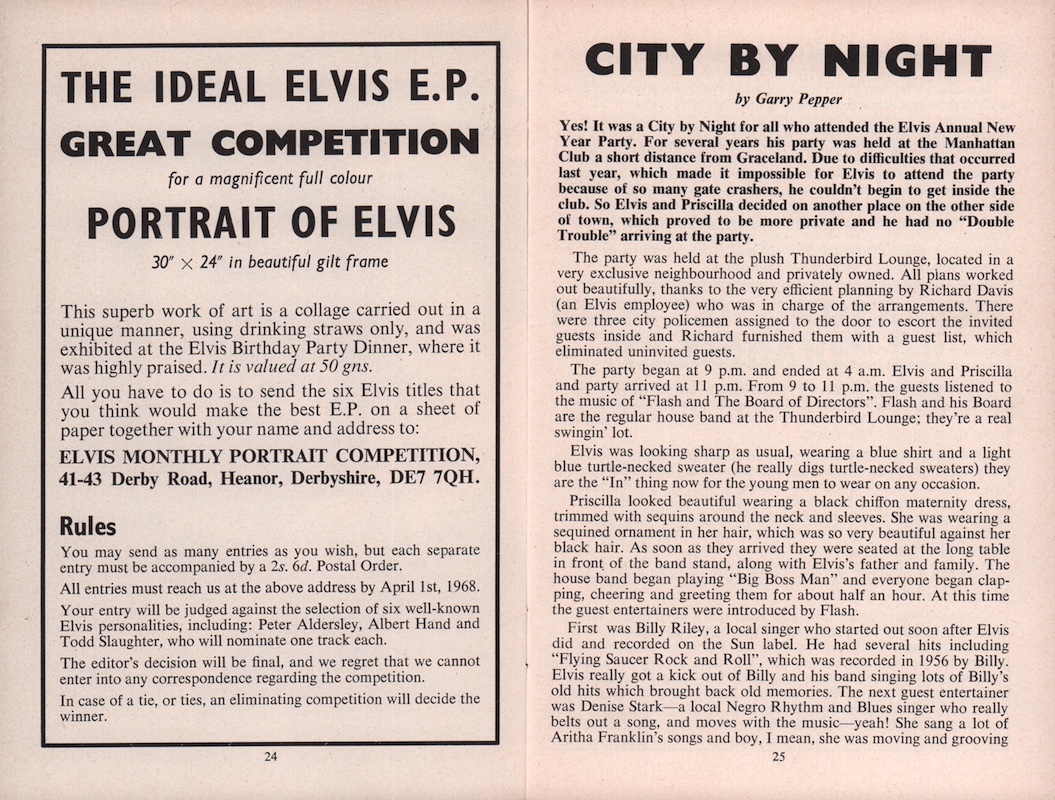 THE IDEAL ELVIS E.P.
GREAT COMPETITION
for a magnificent full colour
PORTRAIT OF ELVIS
30″ × 24″ in beautiful gilt frame
This superb work of art is a collage carried out in a
unique manner, using drinking straws only, and was
exhibited at the Elvis Birthday Party Dinner, where it
was highly praised. It is valued at 50 gns.
All you have to do is to send the six Elvis titles that
you think would make the best E.P. on a sheet of
paper together with your name and address to:
ELVIS MONTHLY PORTRAIT COMPETITION,
41-43 Derby Road, Heanor, Derbyshire, DE7 7QH.
Rules
You may send as many entries as you wish, but each separate
entry must be accompanied by a 2s. 6d. Postal Order.
All entries must reach us at the above address by April 1st, 1968.
Your entry will be judged against the selection of six well-known
Elvis personalities, including: Peter Aldersley, Albert Hand and
Todd Slaughter, who will nominate one track each.
The editor's decision will be final, and we regret that we cannot
enter into any correspondence regarding the competition.
In case of a tie, or ties, an eliminating competition will decide the
winner.
24
CITY BY NIGHT
by Garry Pepper
Yes! It was a City by Night for all who attended the Elvis Annual New
Year Party. For several years his party was held at the Manhattan
Club a short distance from Graceland. Due to difficulties that occurred
last year, which made it impossible for Elvis to attend the party
because of so many gate crashers, he couldn't begin to get inside the
club. So Elvis and Priscilla decided on another place on the other side
of town, which proved to be more private and he had no "Double
Trouble" arriving at the party.
The party was held at the plush Thunderbird Lounge, located in a
very exclusive neighbourhood and privately owned. All plans worked
out beautifully, thanks to the very efficient planning by Richard Davis
(an Elvis employee) who was in charge of the arrangements. There
were three city policemen assigned to the door to escort the invited
guests inside and Richard furnished them with a guest list, which
eliminated uninvited guests.
The party began at 9 p.m. and ended at 4 a.m. Elvis and Priscilla
and party arrived at 11 p.m. From 9 to 11 p.m. the guests listened to
the music of "Flash and The Board of Directors". Flash and his Board
are the regular house band at the Thunderbird Lounge; they're a real
swingin' lot.
Elvis was looking sharp as usual, wearing a blue shirt and a light
blue turtle-necked sweater (he really digs turtle-necked sweaters) they
are the "In" thing now for the young men to wear on any occasion.
Priscilla looked beautiful wearing a black chiffon maternity dress,
trimmed with sequins around the neck and sleeves. She was wearing a
sequined ornament in her hair, which was so very beautiful against her
black hair. As soon as they arrived they were seated at the long table
in front of the band stand, along with Elvis's father and family. The
house band began playing "Big Boss Man" and everyone began clap-
ping, cheering and greeting them for about half an hour. At this time
the guest entertainers were introduced by Flash.
First was Billy Riley, a local singer who started out soon after Elvis
did and recorded on the Sun label. He had several hits including
"Flying Saucer Rock and Roll", which was recorded in 1956 by Billy.
Elvis really got a kick out of Billy and his band singing lots of Billy's
old hits which brought back old memories. The next guest entertainer
was Denise Stark—a local Negro Rhythm and Blues singer who really
belts out a song, and moves with the music—yeah! She sang a lot of
Aritha Franklin's songs and boy, I mean, she was moving and grooving
25